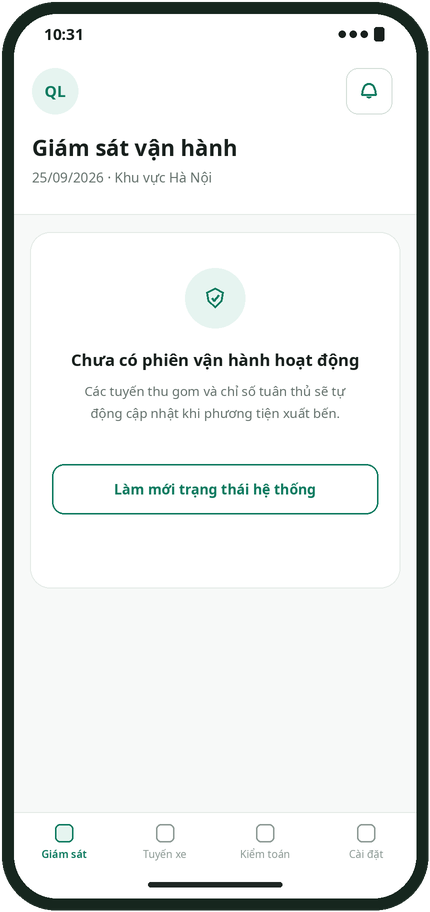 10:31
QL
Giám sát vận hành
25/09/2026 · Khu vực Hà Nội
Chưa có phiên vận hành hoạt động
Các tuyến thu gom và chỉ số tuân thủ sẽ tự
động cập nhật khi phương tiện xuất bến.
Làm mới trạng thái hệ thống
Giám sát
Tuyến xe
Kiểm toán
Cài đặt